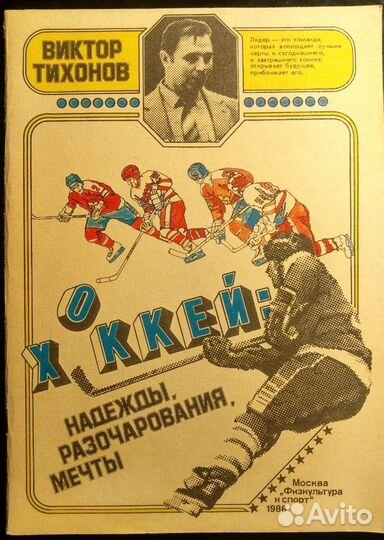 ВИКТОР
ТИХОНОВ
Лидер — это команда,
которая воплощает лучшие
черты и сегодняшнего,
и завтрашнего хоккея,
открывает будущее,
приближает его.
ХОККЕЙ:
НАДЕЖДЫ,
РАЗОЧАРОВАНИЯ,
МЕЧТЫ
Москва
„Физкультура
и спорт"
1986
Avito